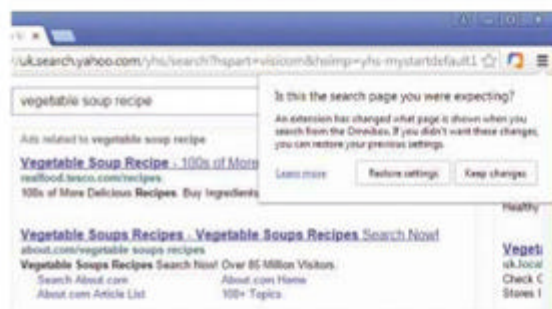 uk.search.yahoo.com/yhs/search?hspart=visicom&hsimp=yhs-mystartdefault1
vegetable soup recipe
Is this the search page you were expecting?
An extension has changed what page is shown when you
search from the Omnibox. If you didn't want these changes,
you can restore your previous settings.
Learn more
Restore settings
Keep changes
Ads related to vegetable soup recipe
Vegetable Soup Recipe - 100s of More
realfood.tesco.com/recipes
100s of More Delicious Recipes. Buy Ingredients
Healthy
Vegetable Soups Recipes - Vegetable Soups Recipes Search Now!
about.com/vegetable soups recipes
Vegetable Soups Recipes Search Now! Over 85 Million Visitors.
Search About.com
About.com Home
About.com Article List
100+ Topics
Vegeta
uk.local
Check C
Stores I